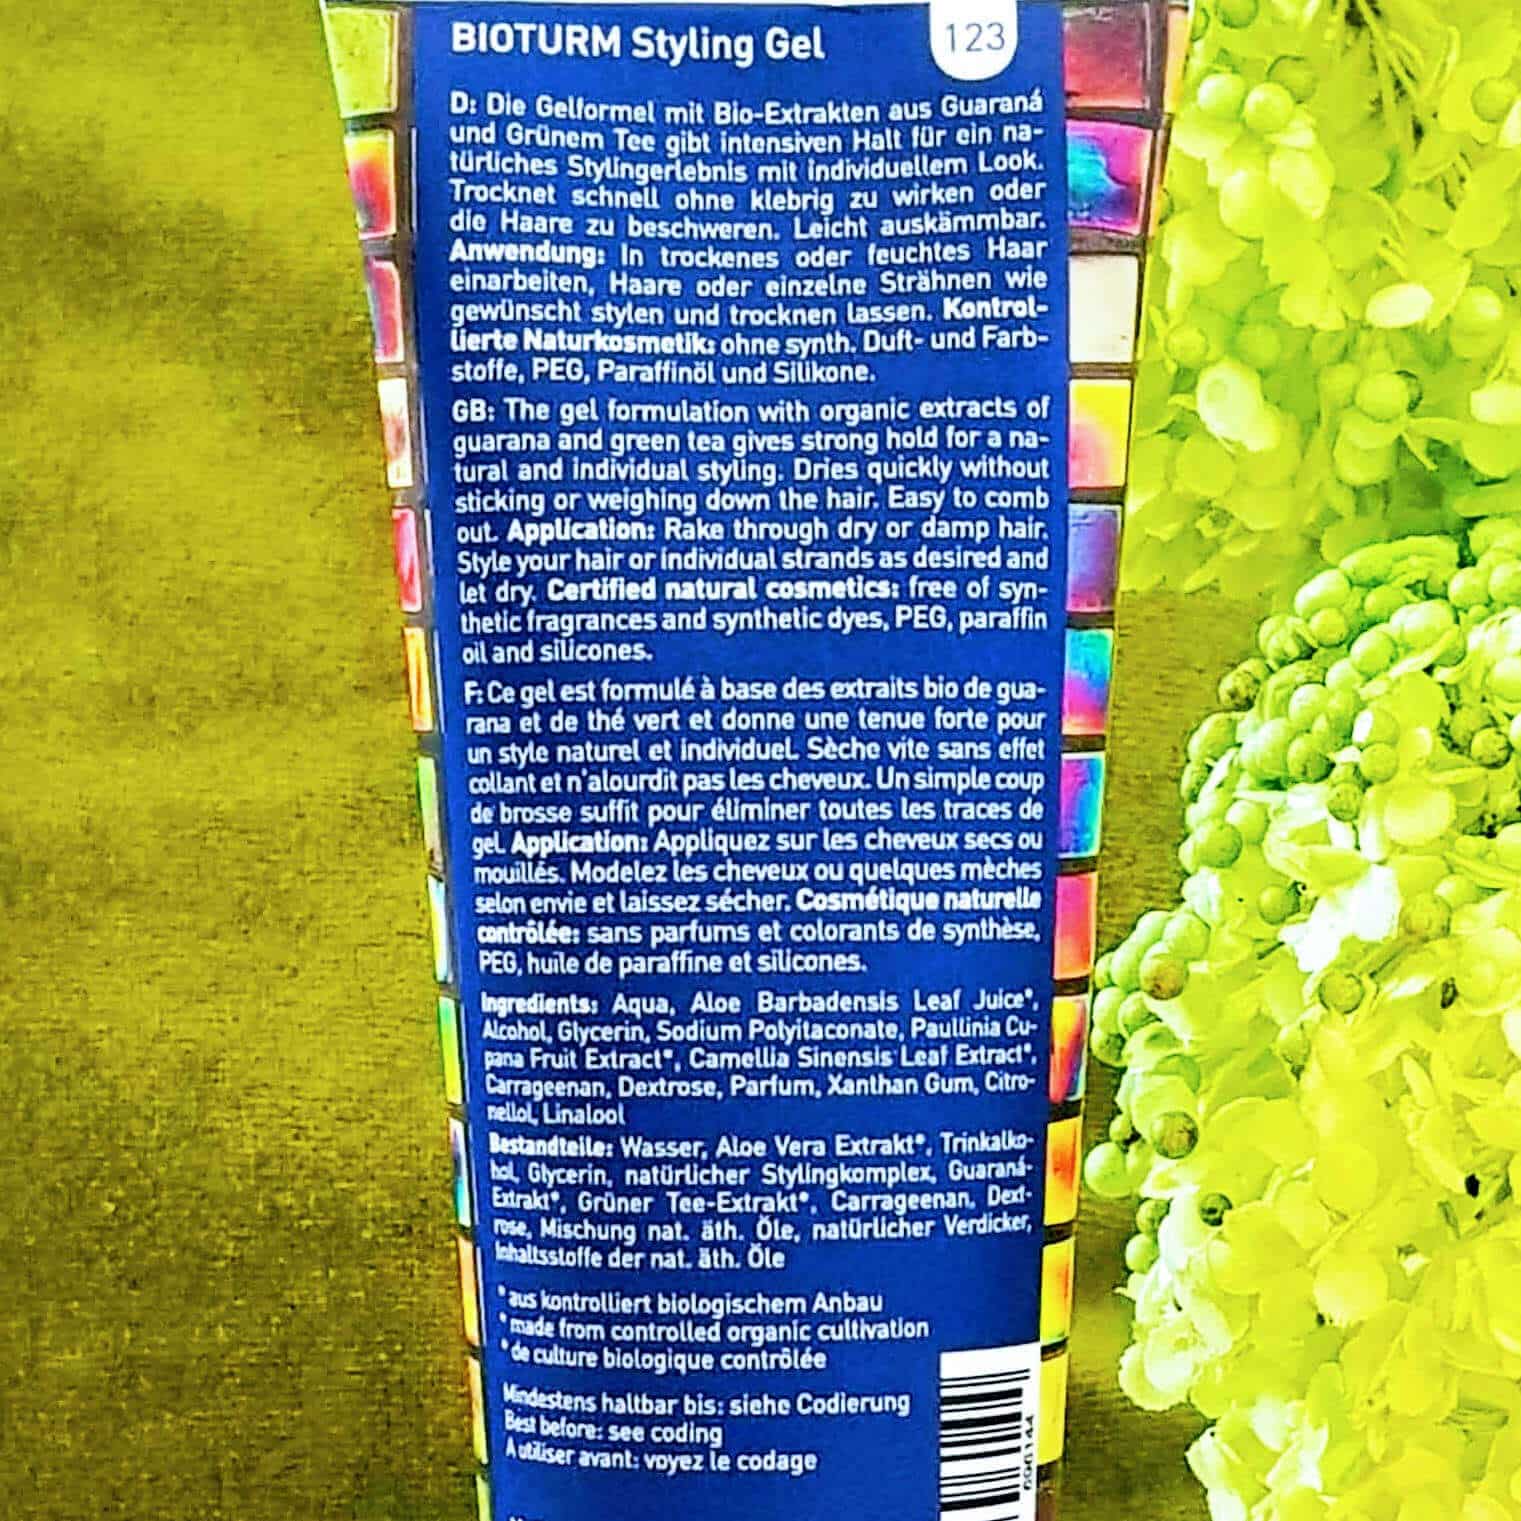 BIOTURM Styling Gel
123
D: Die Gelformel mit Bio-Extrakten aus Guaraná
und Grünem Tee gibt intensiven Halt für ein na-
türliches Stylingerlebnis mit individuellem Look.
Trocknet schnell ohne klebrig zu wirken oder
die Haare zu beschweren. Leicht auskämmbar.
Anwendung: In trockenes oder feuchtes Haar
einarbeiten, Haare oder einzelne Strähnen wie
gewünscht stylen und trocknen lassen. Kontrol-
lierte Naturkosmetik: ohne synth. Duft- und Farb-
stoffe, PEG, Paraffinöl und Silikone.
GB: The gel formulation with organic extracts of
guarana and green tea gives strong hold for a na-
tural and individual styling. Dries quickly without
sticking or weighing down the hair. Easy to comb
out. Application: Rake through dry or damp hair.
Style your hair or individual strands as desired and
let dry. Certified natural cosmetics: free of syn-
thetic fragrances and synthetic dyes, PEG, paraffin
oil and silicones.
F: Ce gel est formulé à base des extraits bio de gua-
rana et de thé vert et donne une tenue forte pour
un style naturel et individuel. Sèche vite sans effet
collant et n'alourdit pas les cheveux. Un simple coup
de brosse suffit pour éliminer toutes les traces de
gel. Application: Appliquez sur les cheveux secs ou
mouillés. Modelez les cheveux ou quelques mèches
selon envie et laissez sécher. Cosmétique naturelle
contrôlée: sans parfums et colorants de synthèse,
PEG, huile de paraffine et silicones.
Ingredients: Aqua, Aloe Barbadensis Leaf Juice*,
Alcohol, Glycerin, Sodium Polyitaconate, Paullinia Cu-
pana Fruit Extract*, Camellia Sinensis Leaf Extract*,
Carrageenan, Dextrose, Parfum, Xanthan Gum, Citro-
nellol, Linalool
Bestandteile: Wasser, Aloe Vera Extrakt*, Trinkalko-
hol, Glycerin, natürlicher Stylingkomplex, Guaraná-
Extrakt*, Grüner Tee-Extrakt*, Carrageenan, Dext-
rose, Mischung nat. äth. Öle, natürlicher Verdicker,
Inhaltsstoffe der nat. äth. Öle
*aus kontrolliert biologischem Anbau
*made from controlled organic cultivation
*de culture biologique contrôlée
Mindestens haltbar bis: siehe Codierung
Best before: see coding
A utiliser avant: voyez le codage
696144